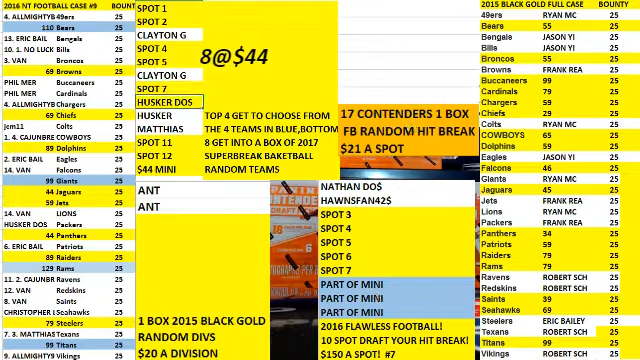 2016 NT FOOTBALL CASE #9 BOUNTY
4. ALLMIGHTYB 49ers 25
110 Bears 25
13. ERIC BAIL Bengals 25
10. 1. NO LUCK Bills 25
3. VAN Broncos 25
69 Browns 25
PHIL MER Buccaneers 25
PHIL MER Cardinals 25
4. ALLMIGHTYB Chargers 25
69 Chiefs 25
jem11 Colts 25
1. 4. CAJUNBRE COWBOYS 25
89 Dolphins 25
2. ERIC BAIL Eagles 25
14. VAN Falcons 25
99 Giants 25
44 Jaguars 25
59 Jets 25
14. VAN LIONS 25
HUSKER DOS Packers 25
44 Panthers 25
6. ERIC BAIL Patriots 25
89 Raiders 25
129 Rams 25
11. 2. CAJUNBR Ravens 25
12. VAN Redskins 25
8. VAN Saints 25
CHRISTOPHER Seahawks 25
79 Steelers 25
7. 3. MATTHIAS Texans 25
99 Titans 25
9. ALLMIGHTY Vikings 25
SPOT 1
SPOT 2
CLAYTON G
SPOT 4
SPOT 5
CLAYTON G
SPOT 7
HUSKER DOS
HUSKER
MATTHIAS
SPOT 11
SPOT 12
$44 MINI
8@$44
TOP 4 GET TO CHOOSE FROM
THE 4 TEAMS IN BLUE,BOTTOM
8 GET INTO A BOX OF 2017
SUPERBREAK BAKETBALL
RANDOM TEAMS
17 CONTENDERS 1 BOX
FB RANDOM HIT BREAK
$21 A SPOT
ANT
ANT
1 BOX 2015 BLACK GOLD
RANDOM DIVS
$20 A DIVISION
NATHAN DO$
HAWNSFAN42$
SPOT 3
SPOT 4
SPOT 5
SPOT 6
SPOT 7
PART OF MINI
PART OF MINI
PART OF MINI
2016 FLAWLESS FOOTBALL!
10 SPOT DRAFT YOUR HIT BREAK!
$150 A SPOT! #7
2015 BLACK GOLD FULL CASE BOUNTY
49ers RYAN MC 25
Bears 55 25
Bengals JASON YI 25
Bills JASON YI 25
Broncos 55 25
Browns FRANK REA 25
Buccaneers 99 25
Cardinals 79 25
Chargers 59 25
Chiefs 29 25
Colts RYAN MC 25
COWBOYS 65 25
Dolphins 59 25
Eagles JASON YI 25
Falcons 46 25
Giants RYAN MC 25
Jaguars 45 25
Jets FRANK REA 25
Lions RYAN MC 25
Packers FRANK REA 25
Panthers 34 25
Patriots 59 25
Raiders 79 25
Rams 79 25
Ravens ROBERT SCH 25
Redskins ROBERT SCH 25
Saints 39 25
Seahawks 69 25
Steelers ERIC BAILEY 25
Texans ROBERT SCH 25
Titans 99 25
Vikings ROBERT SCH 25